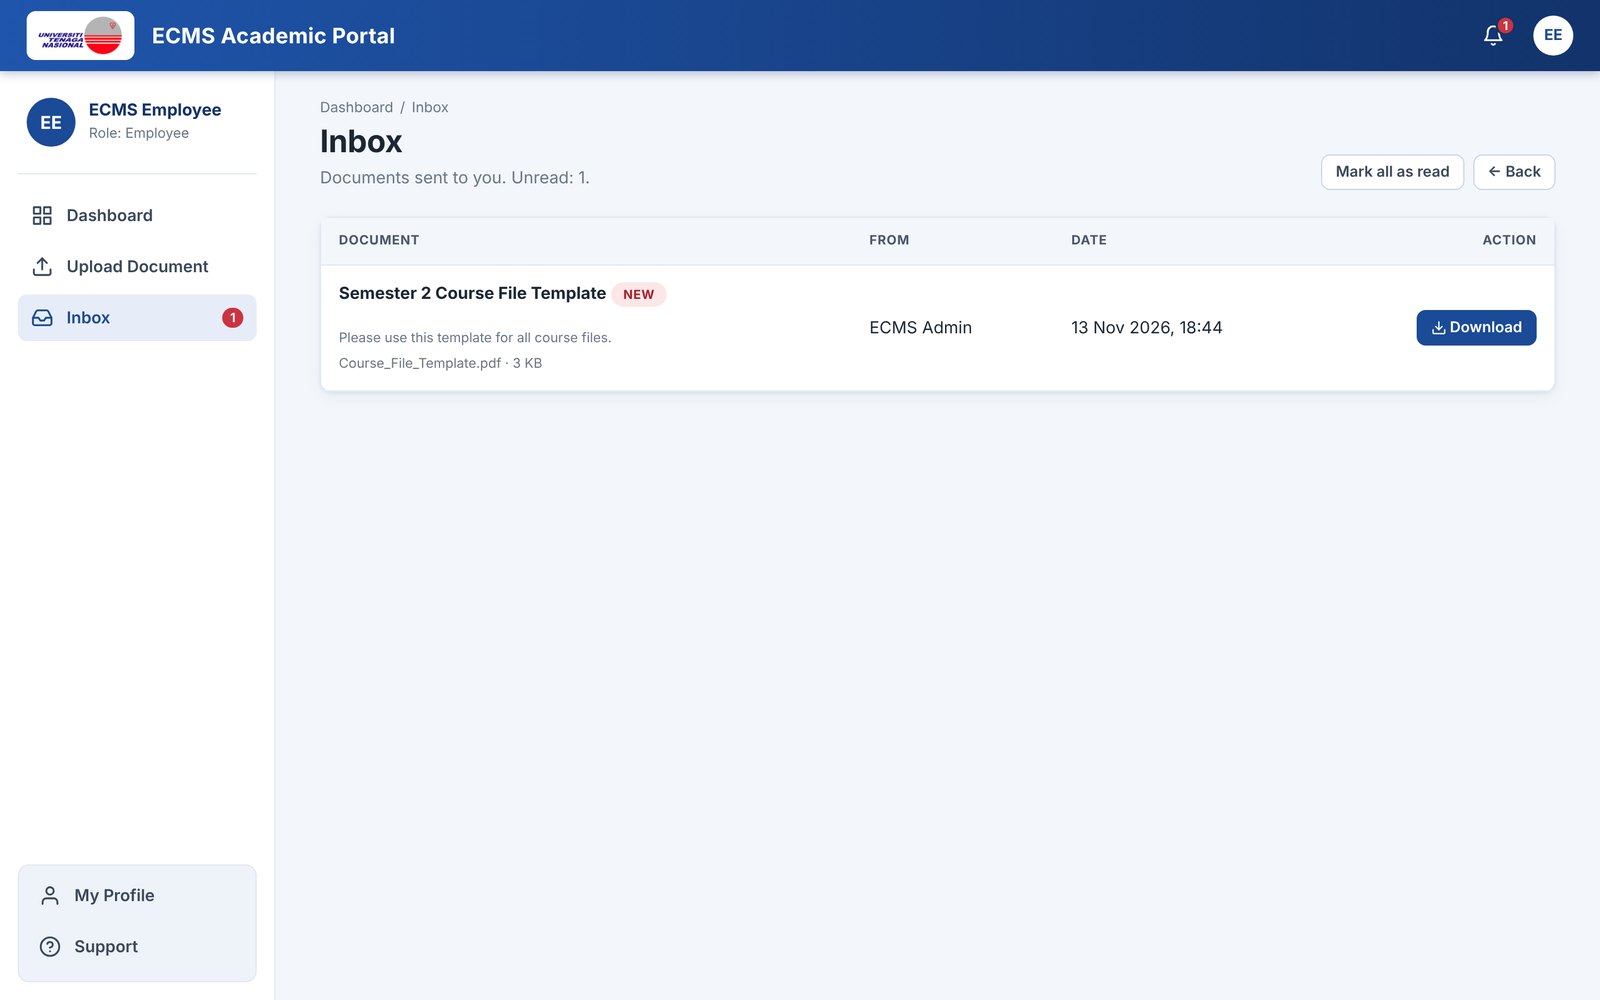 UNIVERSITI
TENAGA
NASIONAL
ECMS Academic Portal
1
EE
EE
ECMS Employee
Role: Employee
Dashboard
Upload Document
Inbox
1
My Profile
Support
Dashboard / Inbox
Inbox
Documents sent to you. Unread: 1.
Mark all as read
← Back
DOCUMENT FROM DATE ACTION
Semester 2 Course File Template NEW
Please use this template for all course files.
Course_File_Template.pdf · 3 KB
ECMS Admin
13 Nov 2026, 18:44
Download